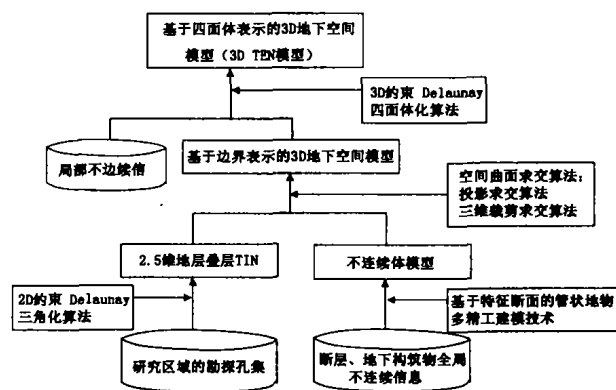 基于四面体表示的3D地下空间
模型（3D TEN模型）
3D约束 Delaunay
四面体化算法
局部不边续信
基于边界表示的3D地下空间模型
空间曲面求交算法；
投影求交算法
三维裁剪求交算法
2.5维地层叠层TIN
不连续体模型
2D约束 Delaunay
三角化算法
基于特征断面的管状地物
多精工建模技术
研究区域的勘探孔集
断层、地下构筑物全局
不连续信息